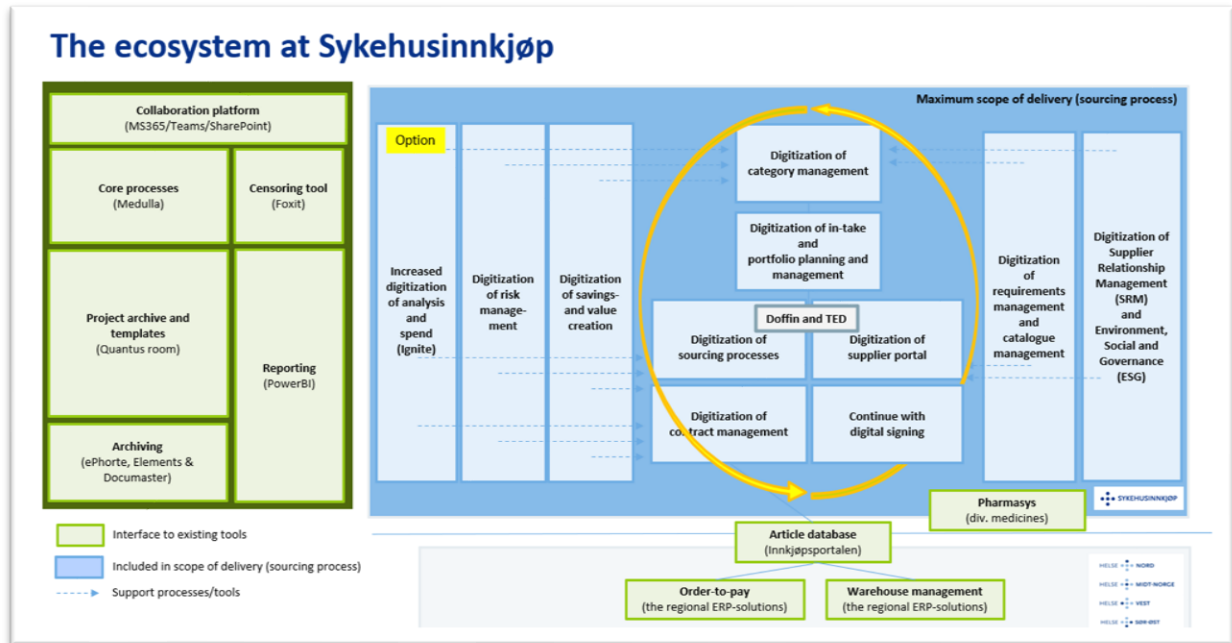 The ecosystem at Sykehusinnkjøp
Collaboration platform
(MS365/Teams/SharePoint)
Core processes
(Medulla)
Censoring tool
(Foxit)
Project archive and
templates
(Quantus room)
Reporting
(PowerBI)
Archiving
(ePhorte, Elements &
Documaster)
Interface to existing tools
Included in scope of delivery (sourcing process)
Support processes/tools
Maximum scope of delivery (sourcing process)
Option
Increased
digitization
of analysis
and
spend
(Ignite)
Digitization
of risk
manage-
ment
Digitization
of savings-
and value
creation
Digitization of
category management
Digitization of in-take
and
portfolio planning and
management
Doffin and TED
Digitization of
sourcing processes
Digitization of
supplier portal
Digitization of
contract management
Continue with
digital signing
Digitization
of
requirements
management
and
catalogue
management
Digitization of
Supplier
Relationship
Management
(SRM)
and
Environment,
Social and
Governance
(ESG)
SYKEHUSINNKJØP
Pharmasys
(div. medicines)
Article database
(Innkjøpsportalen)
Order-to-pay
(the regional ERP-solutions)
Warehouse management
(the regional ERP-solutions)
HELSE NORD
HELSE MIDT-NORGE
HELSE VEST
HELSE SØR-ØST